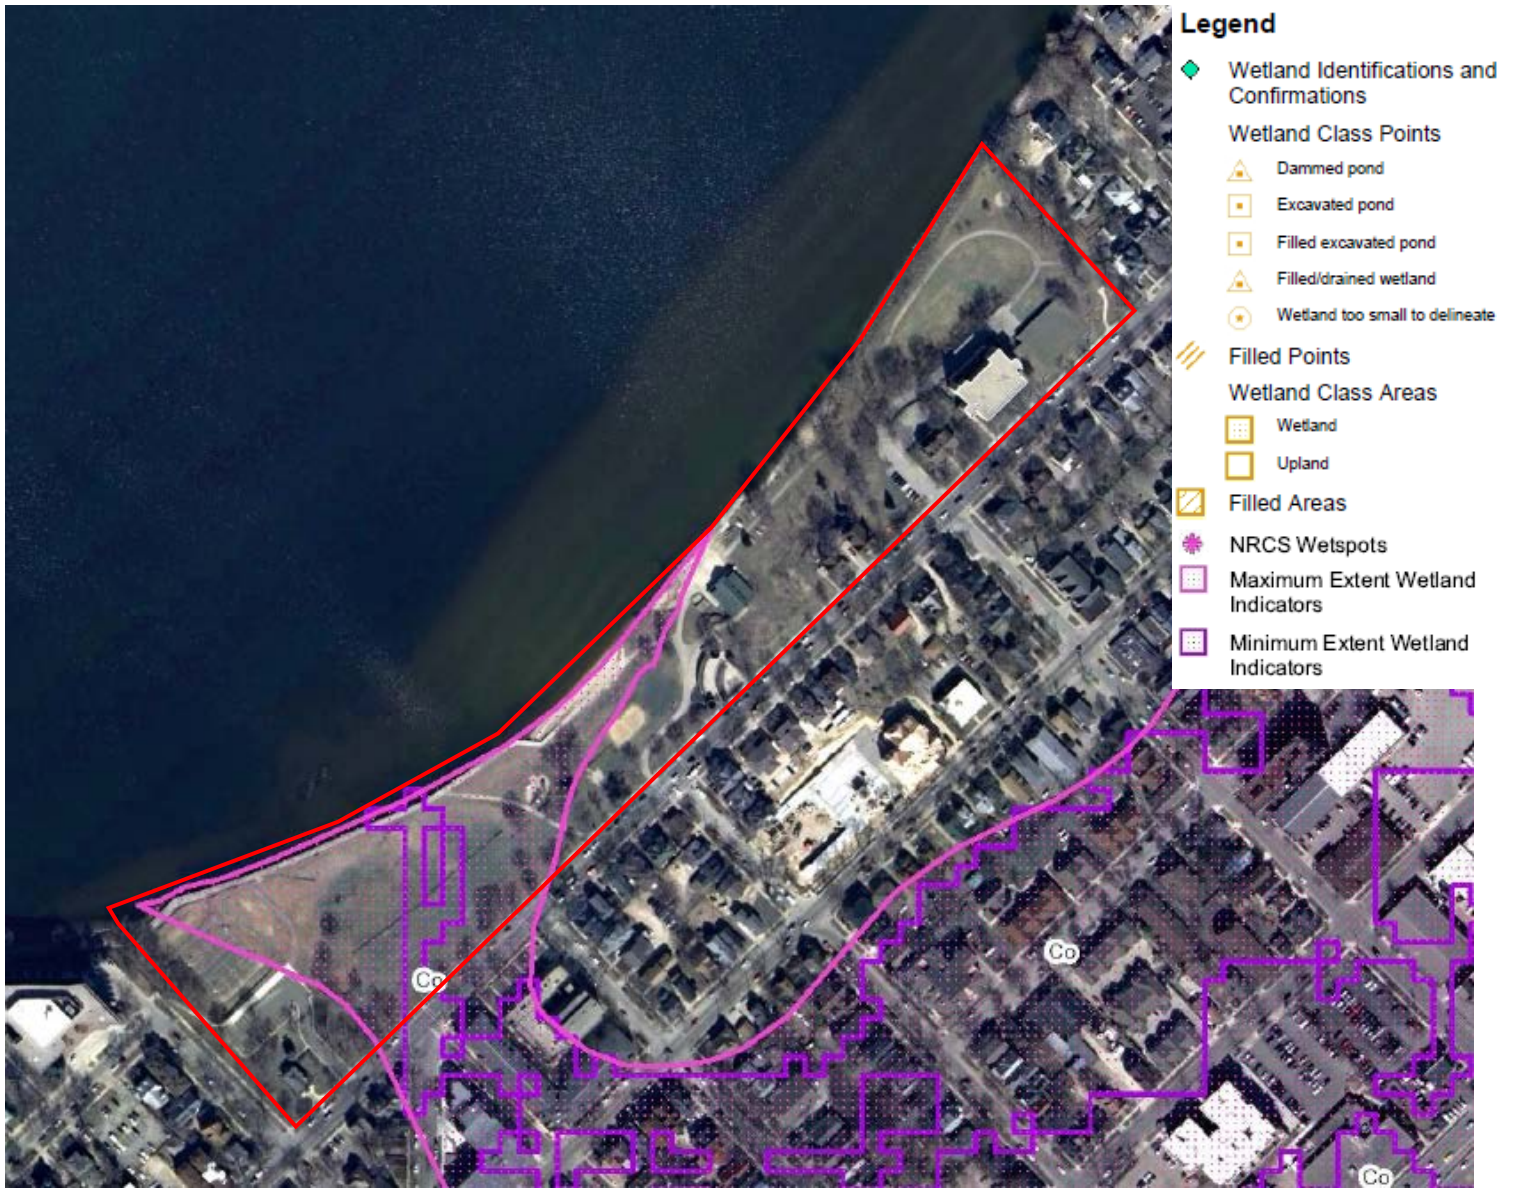 Legend
Wetland Identifications and
Confirmations
Wetland Class Points
Dammed pond
Excavated pond
Filled excavated pond
Filled/drained wetland
Wetland too small to delineate
Filled Points
Wetland Class Areas
Wetland
Upland
Filled Areas
NRCS Wetspots
Maximum Extent Wetland
Indicators
Minimum Extent Wetland
Indicators
Co
Co
Co